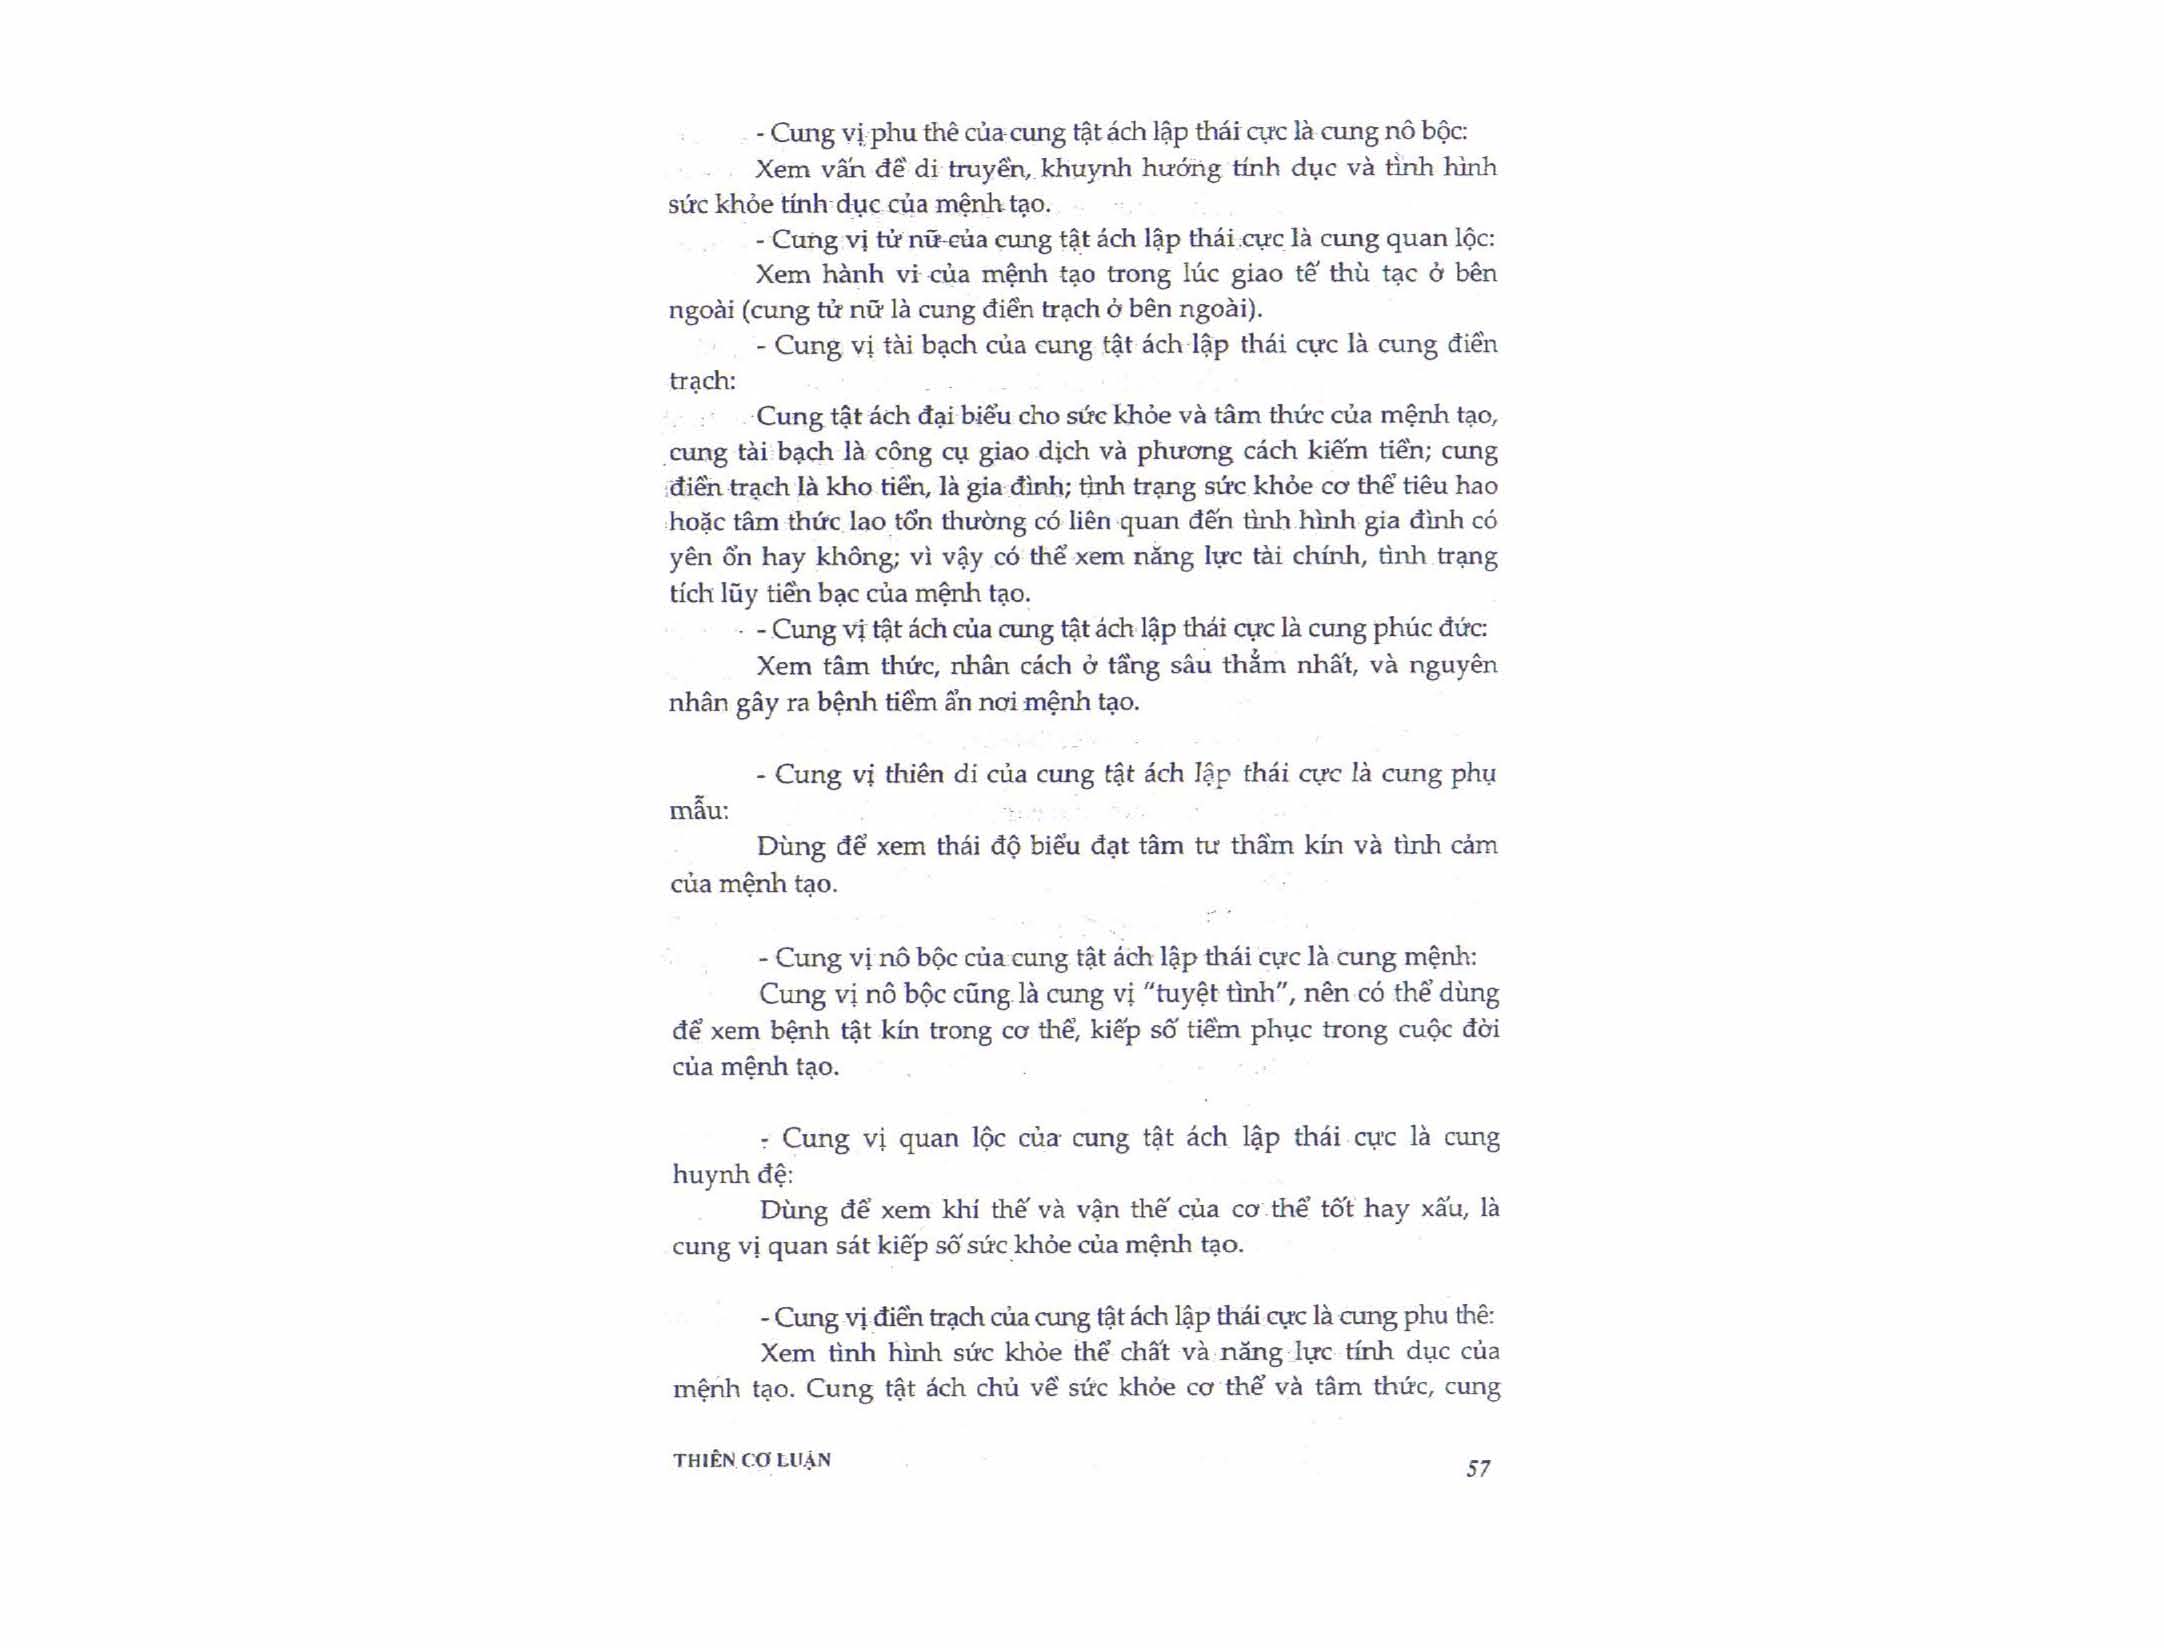 - Cung vị phu thê của cung tật ách lập thái cực là cung nô bộc:
Xem vấn đề di truyền, khuynh hướng tính dục và tình hình
sức khỏe tính dục của mệnh tạo.
- Cung vị tử nữ của cung tật ách lập thái cực là cung quan lộc:
Xem hành vi của mệnh tạo trong lúc giao tế thù tạc ở bên
ngoài (cung tử nữ là cung điền trạch ở bên ngoài).
- Cung vị tài bạch của cung tật ách lập thái cực là cung điền
trạch:
Cung tật ách đại biểu cho sức khỏe và tâm thức của mệnh tạo,
cung tài bạch là công cụ giao dịch và phương cách kiếm tiền; cung
điền trạch là kho tiền, là gia đình; tình trạng sức khỏe cơ thể tiêu hao
hoặc tâm thức lao tổn thường có liên quan đến tình hình gia đình có
yên ổn hay không; vì vậy có thể xem năng lực tài chính, tình trạng
tích lũy tiền bạc của mệnh tạo.
- Cung vị tật ách của cung tật ách lập thái cực là cung phúc đức:
Xem tâm thức, nhân cách ở tầng sâu thẳm nhất, và nguyên
nhân gây ra bệnh tiềm ẩn nơi mệnh tạo.
- Cung vị thiên di của cung tật ách lập thái cực là cung phụ
mẫu:
Dùng để xem thái độ biểu đạt tâm tư thầm kín và tình cảm
của mệnh tạo.
- Cung vị nô bộc của cung tật ách lập thái cực là cung mệnh:
Cung vị nô bộc cũng là cung vị "tuyệt tình", nên có thể dùng
để xem bệnh tật kín trong cơ thể, kiếp số tiềm phục trong cuộc đời
của mệnh tạo.
- Cung vị quan lộc của cung tật ách lập thái cực là cung
huynh đệ:
Dùng để xem khí thế và vận thế của cơ thể tốt hay xấu, là
cung vị quan sát kiếp số sức khỏe của mệnh tạo.
- Cung vị điền trạch của cung tật ách lập thái cực là cung phu thê:
Xem tình hình sức khỏe thể chất và năng lực tính dục của
mệnh tạo. Cung tật ách chủ về sức khỏe cơ thể và tâm thức, cung
THIÊN CƠ LUẬN
57